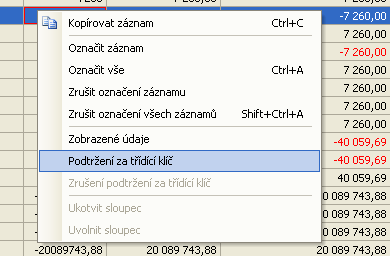 -7 260,00
Kopírovat záznam Ctrl+C
7 260,00
Označit záznam
-7 260,00
-7 260,00
Označit vše Ctrl+A
7 260,00
Zrušit označení záznamu
7 260,00
Zrušit označení všech záznamů Shift+Ctrl+A
7 260,00
7 260,00
Zobrazené údaje
-40 059,69
Podtržení za třídící klíč
-40 059,69
Zrušení podtržení za třídící klíč
40 059,69
20 089 743,88
Ukotvit sloupec
20 089 743,88
Uvolnit sloupec
20 089 743,88
-20089743,88 20 089 743,88 20 089 743,88